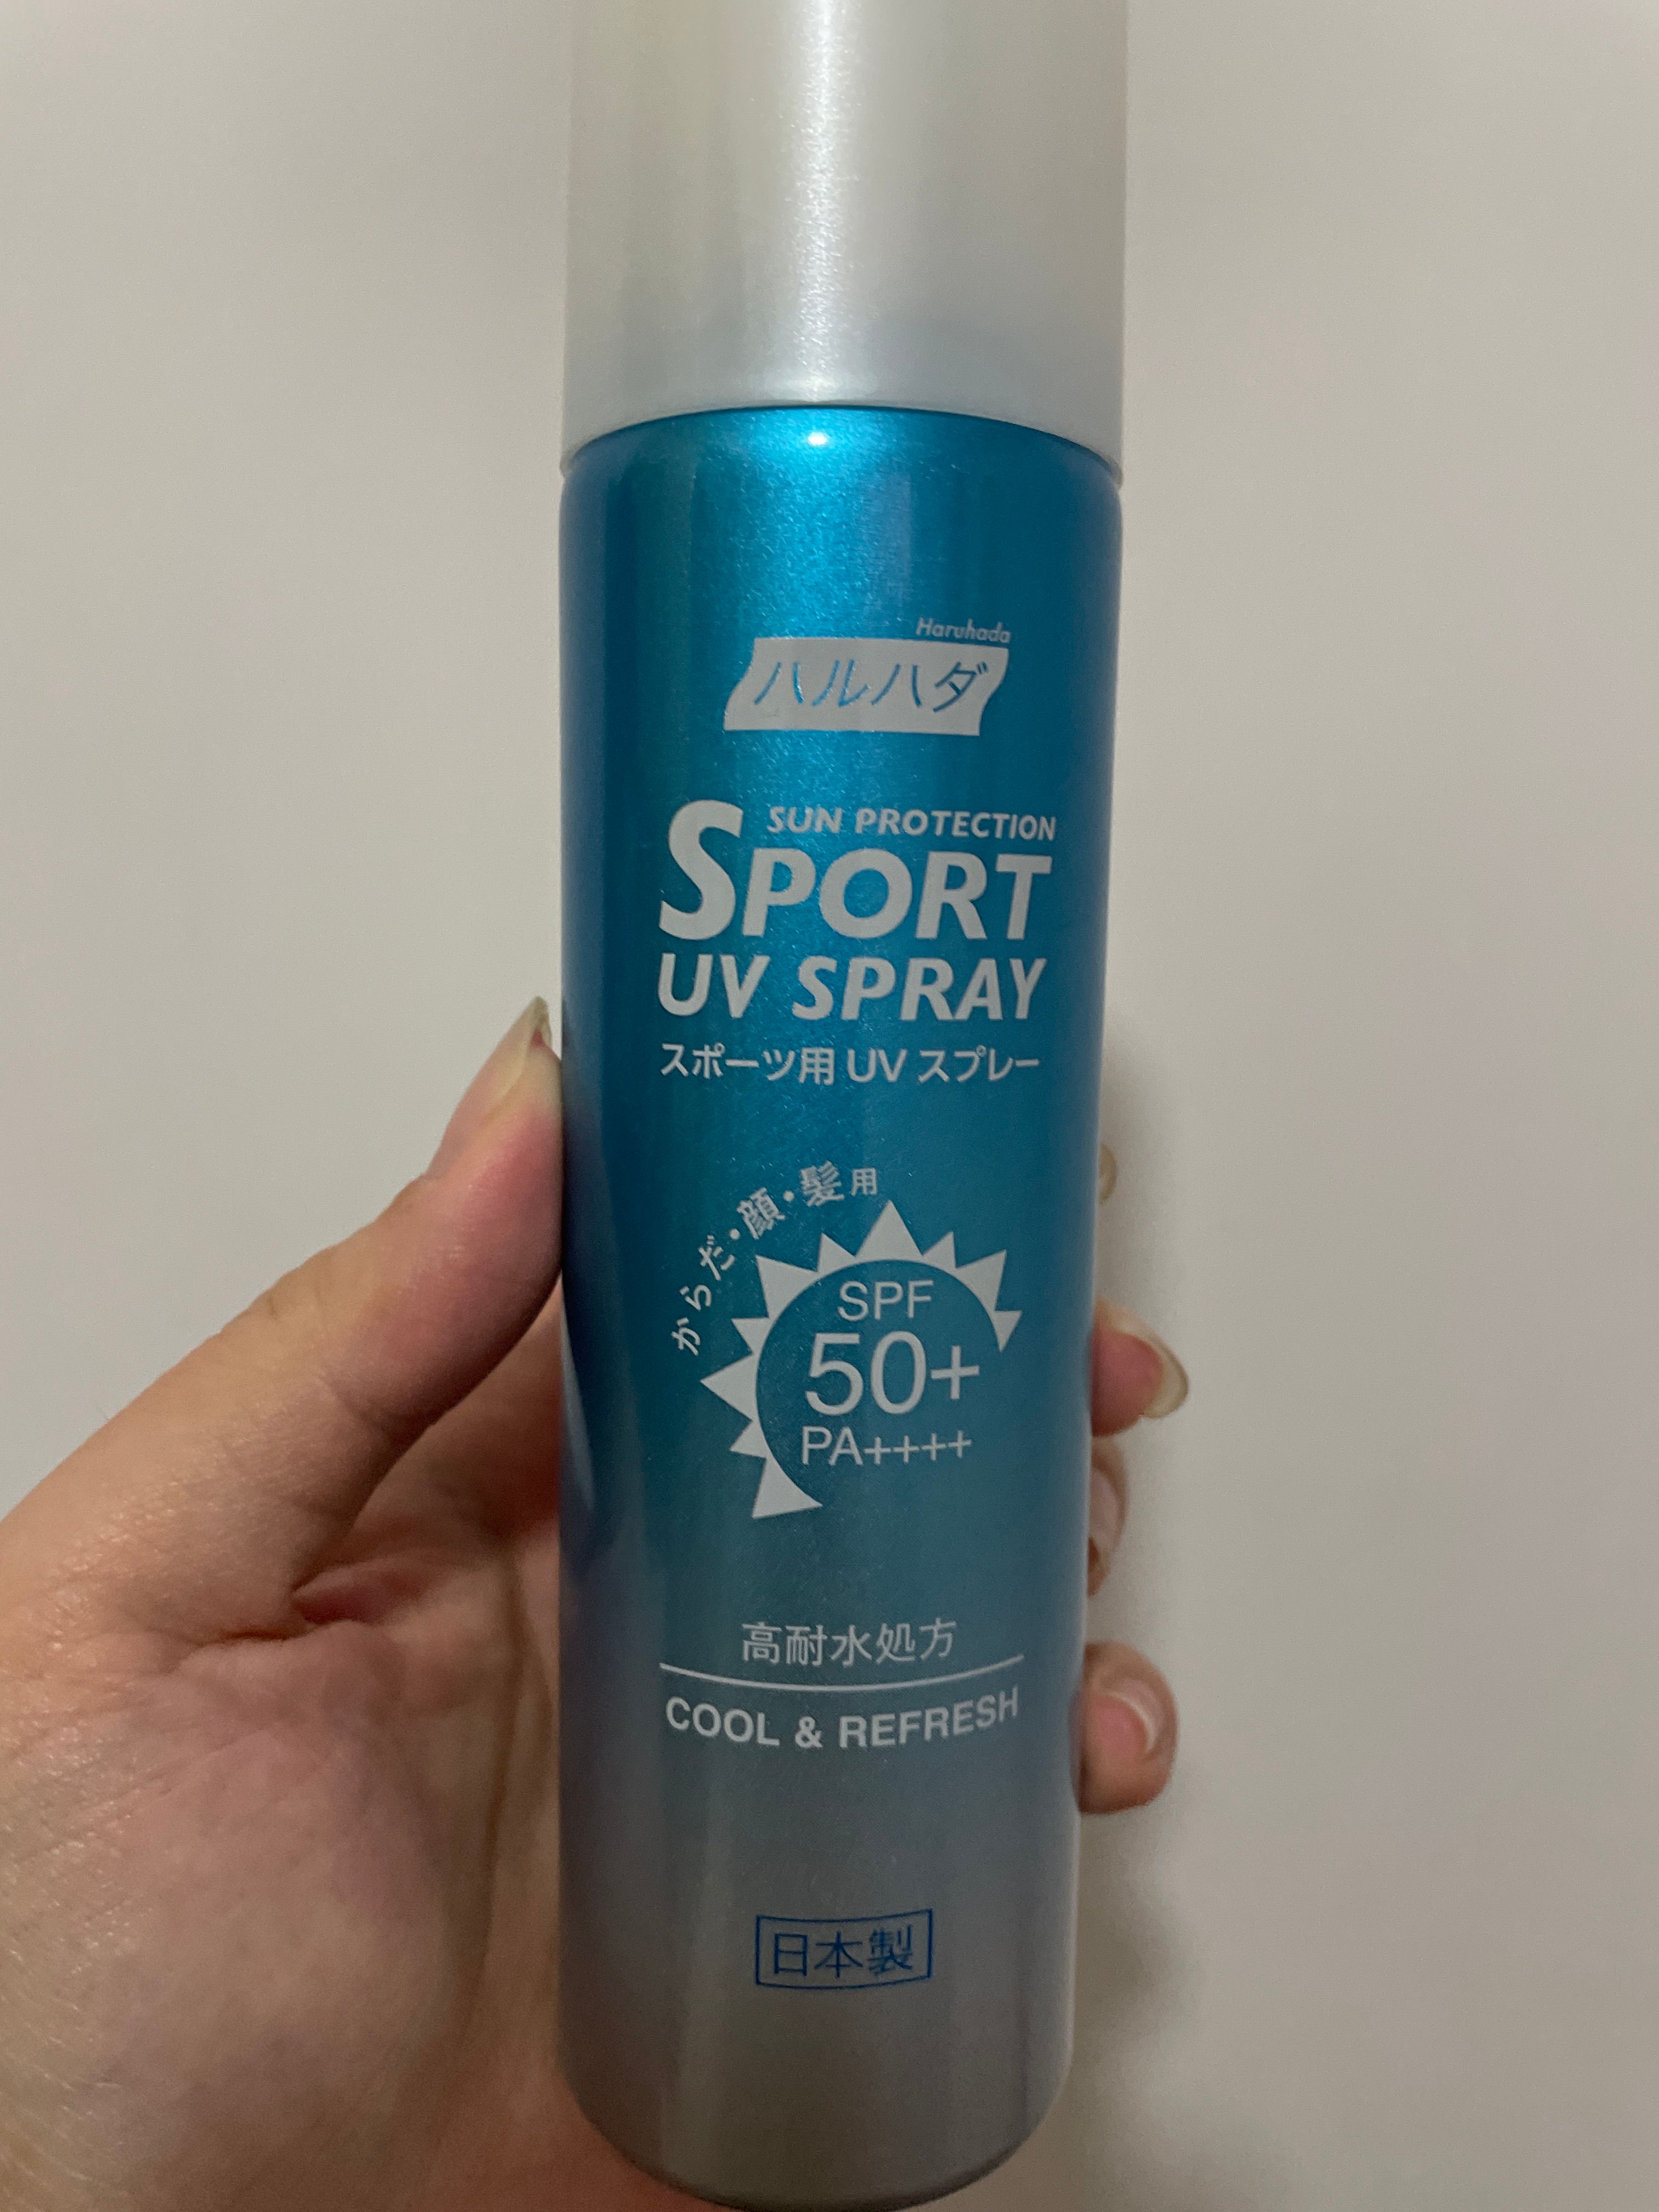 Haruhada
ハルハダ
SUN PROTECTION
SPORT
UV SPRAY
スポーツ用 UV スプレー
からだ・顔・髪用
SPF
50+
PA++++
高耐水処方
COOL & REFRESH
日本製